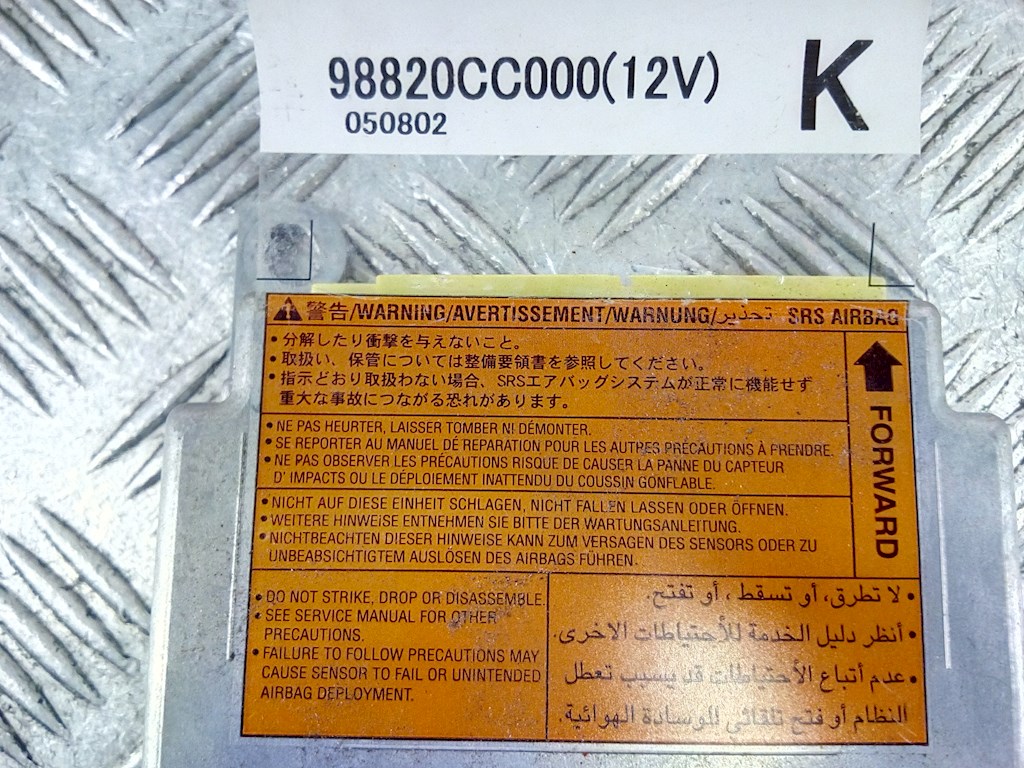 98820CC000(12V)
K
050802
警告/WARNING/AVERTISSEMENT/WARNUNG/تحذير SRS AIRBAG
• 分解したり衝撃を与えないこと。
• 取扱い、保管については整備要領書を参照してください。
• 指示どおり取扱わない場合、SRSエアバッグシステムが正常に機能せず
重大な事故につながる恐れがあります。
• NE PAS HEURTER, LAISSER TOMBER NI DÉMONTER.
• SE REPORTER AU MANUEL DÉ REPARATION POUR LES AUTRES PRÉCAUTIONS À PRENDRE.
• NE PAS OBSERVER LES PRÉCAUTIONS RISQUE DE CAUSER LA PANNE DU CAPTEUR
D' IMPACTS OU LE DÉPLOIEMENT INATTENDU DU COUSSIN GONFLABLE.
• NICHT AUF DIESE EINHEIT SCHLAGEN, NICHT FALLEN LASSEN ODER ÖFFNEN.
• WEITERE HINWEISE ENTNEHMEN SIE BITTE DER WARTUNGSANLEITUNG.
• NICHTBEACHTEN DIESER HINWEISE KANN ZUM VERSAGEN DES SENSORS ODER ZU
UNBEABSICHTIGTEM AUSLÖSEN DES AIRBAGS FÜHREN.
FORWARD
• DO NOT STRIKE, DROP OR DISASSEMBLE.
• SEE SERVICE MANUAL FOR OTHER
PRECAUTIONS.
• FAILURE TO FOLLOW PRECAUTIONS MAY
CAUSE SENSOR TO FAIL OR UNINTENDED
AIRBAG DEPLOYMENT.
• لا تطرق، أو تسقط ، أو تفتح.
• أنظر دليل الخدمة للأحتياطات الاخرى.
• عدم أتباع الأحتياطات قد يسبب تعطل
النظام أو فتح تلقائي للوسادة الهوائية.